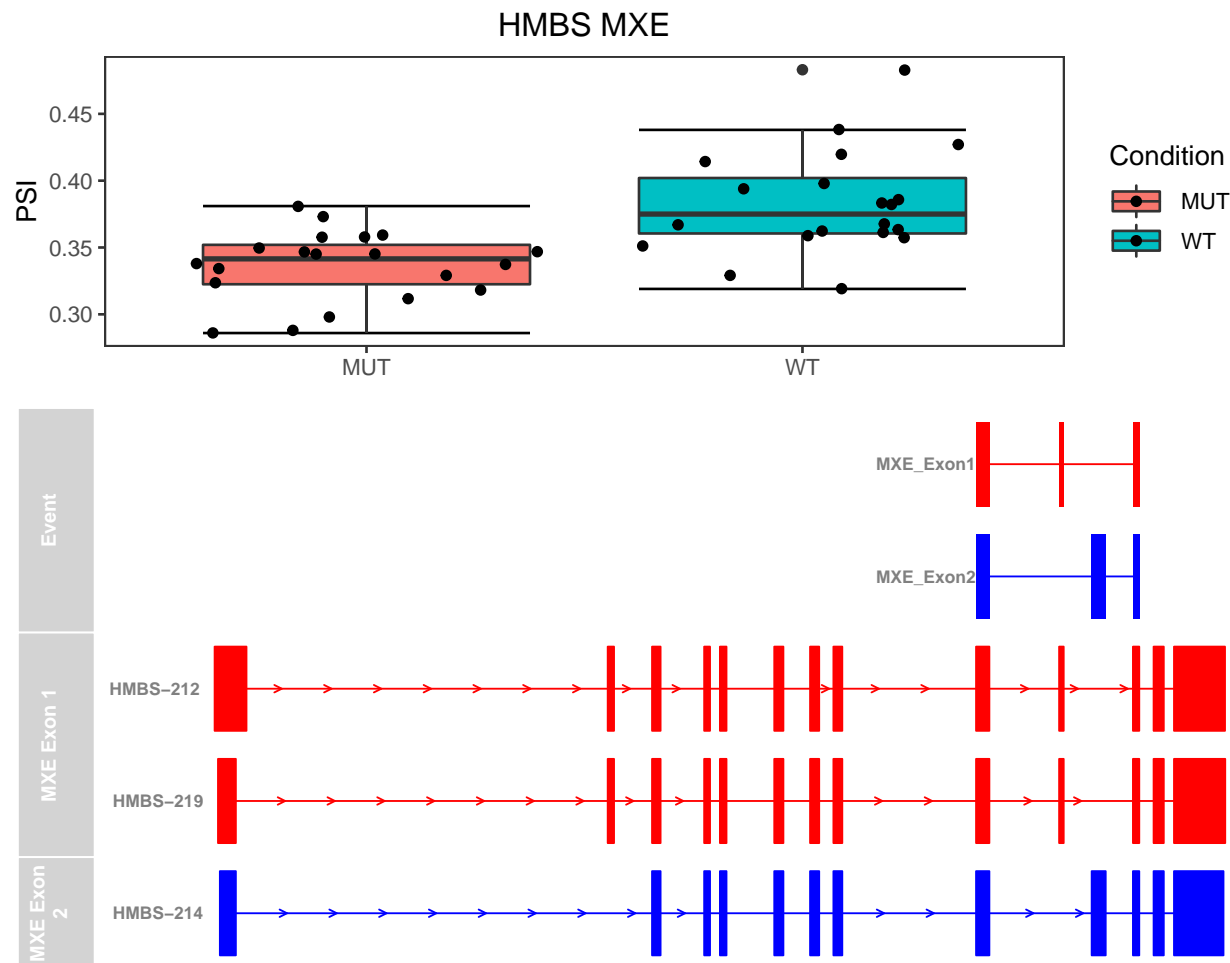 HMBS MXE
PSI
0.45
0.40
0.35
0.30
MUT
WT
Condition
MUT
WT
Event
MXE_Exon1
MXE_Exon2
MXE Exon 1
HMBS−212
HMBS−219
MXE Exon
2
HMBS−214